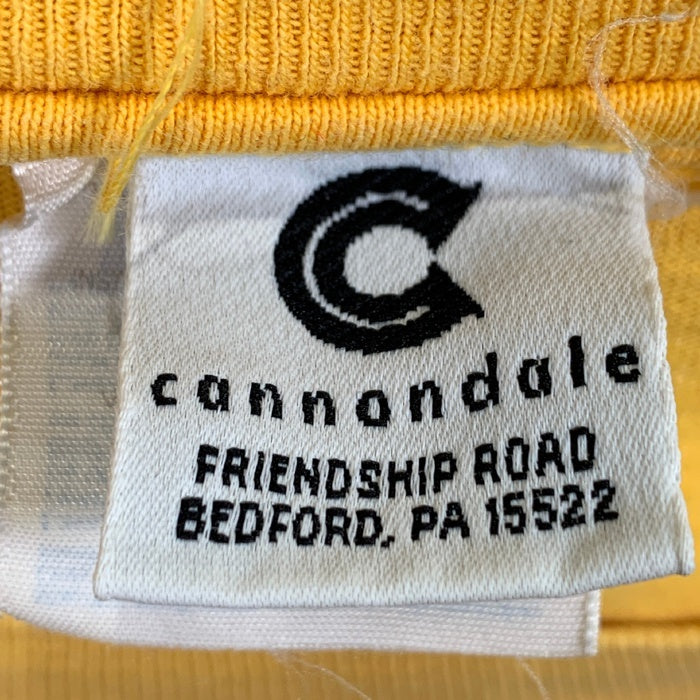 cannondale
FRIENDSHIP ROAD
BEDFORD, PA 15522